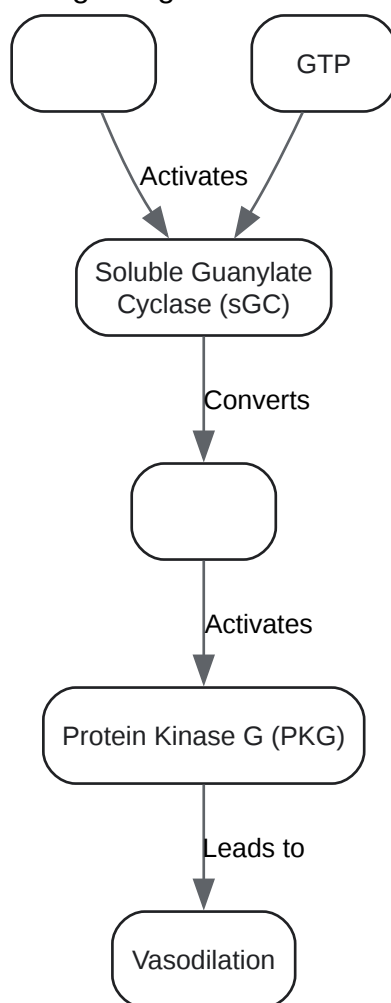 GTP
Activates
Soluble Guanylate
Cyclase (sGC)
Converts
Activates
Protein Kinase G (PKG)
Leads to
Vasodilation